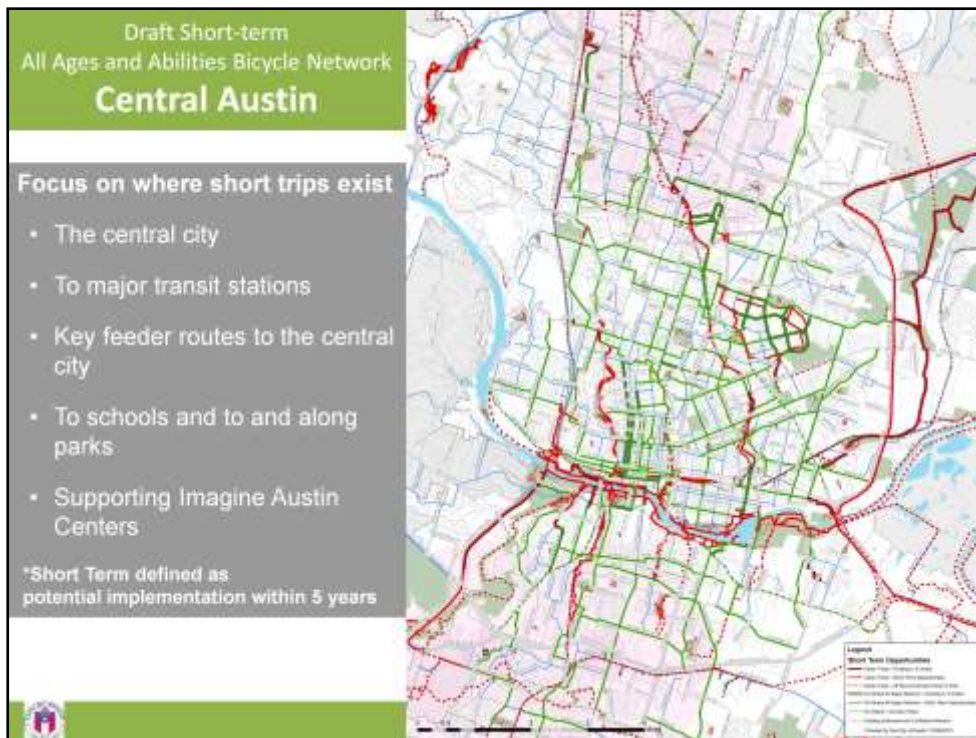 Draft Short-term
All Ages and Abilities Bicycle Network
Central Austin
Focus on where short trips exist
• The central city
• To major transit stations
• Key feeder routes to the central
city
• To schools and to and along
parks
• Supporting Imagine Austin
Centers
*Short Term defined as
potential implementation within 5 years
Legend
Short Term Opportunities